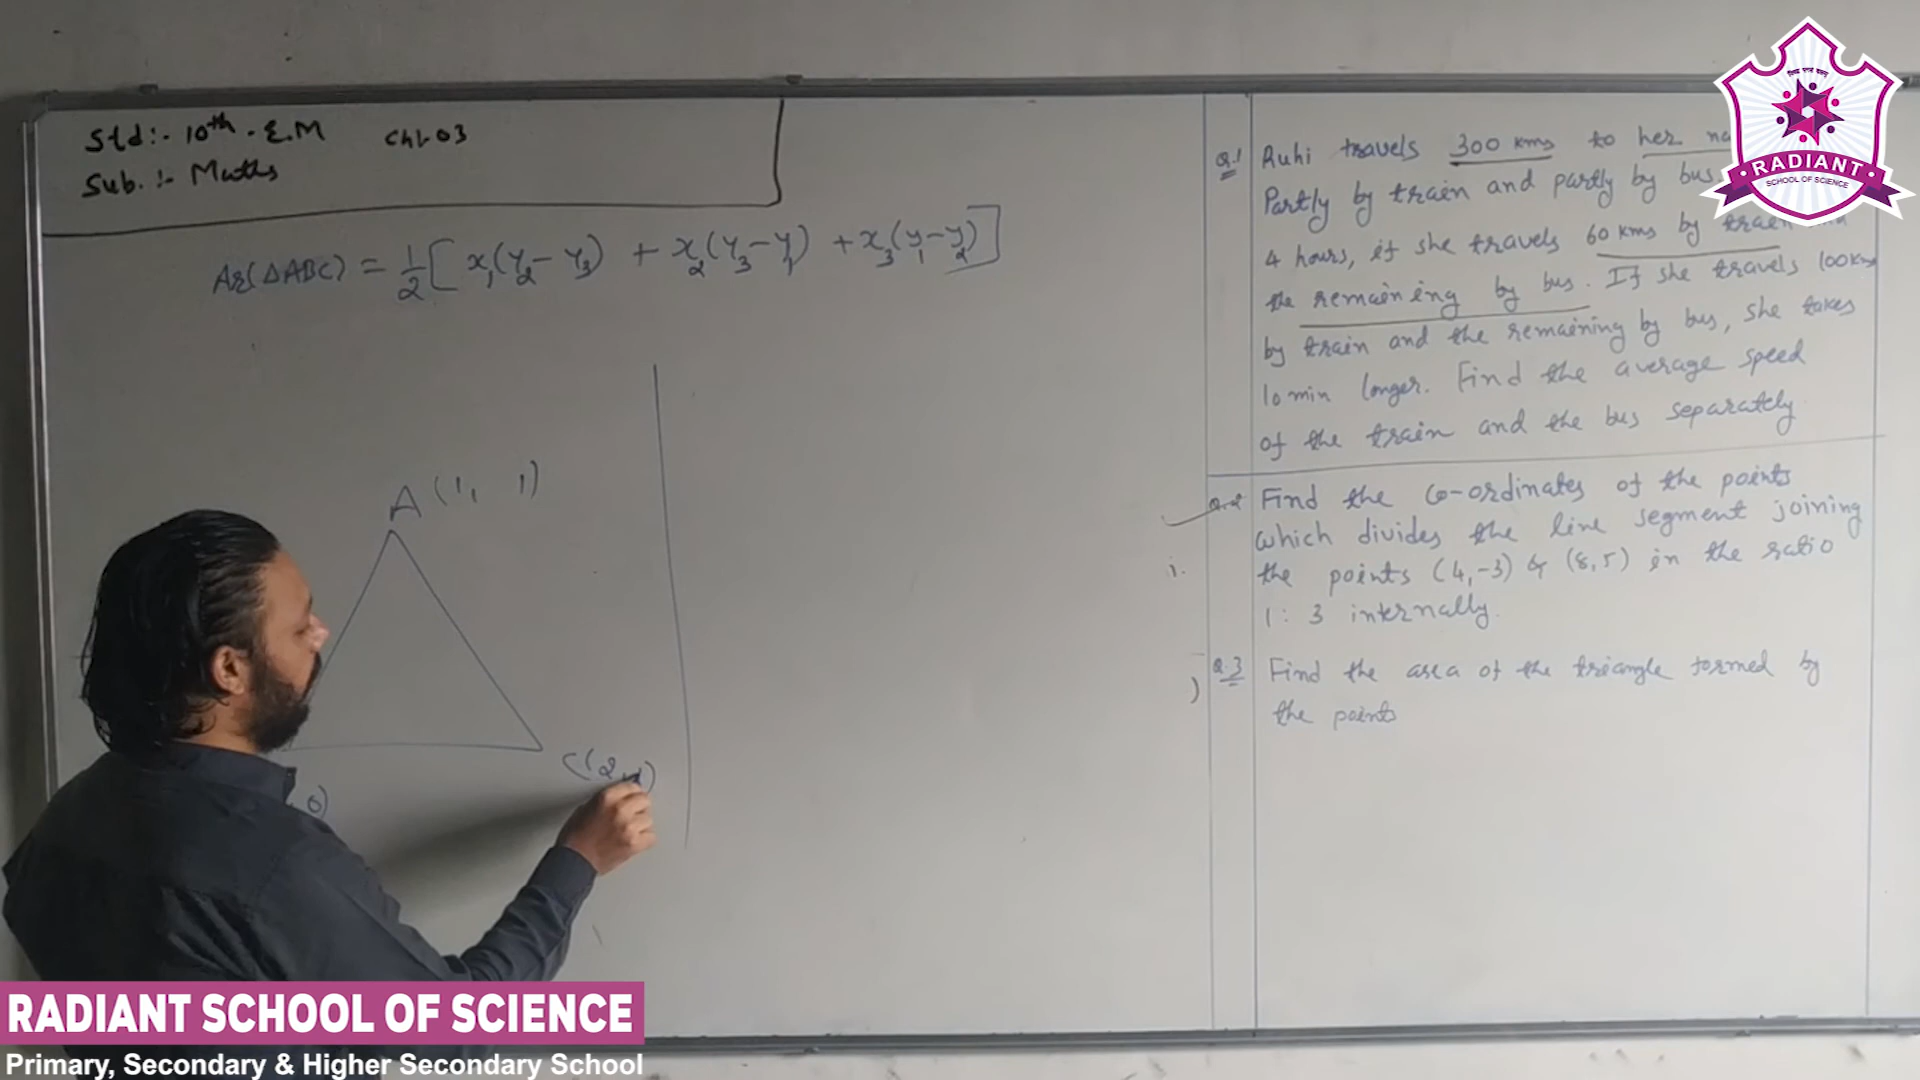 Std:- 10th - E.M Ch-03
Sub. :- Maths
Ar(ΔABC) = 1/2 [ x₁(y₂ - y₃) + x₂(y₃ - y₁) + x₃(y₁ - y₂) ]
A (1, 1)
0)
C(2,
Q.1 Ruhi travels 300 kms to her
Partly by train and partly by bus.
4 hours, if she travels 60 kms by train
the remaineing by bus. If she travels 100km
by train and the remaining by bus, she takes
10 min longer. Find the average speed
of the train and the bus separately.
Q.2 Find the co-ordinates of the points
which divides the line segment joining
i. the points (4,-3) & (8,5) in the ratio
1 : 3 internally.
Q.3 Find the area of the triangle formed by
) the points
RADIANT
SCHOOL OF SCIENCE
RADIANT SCHOOL OF SCIENCE
Primary, Secondary & Higher Secondary School